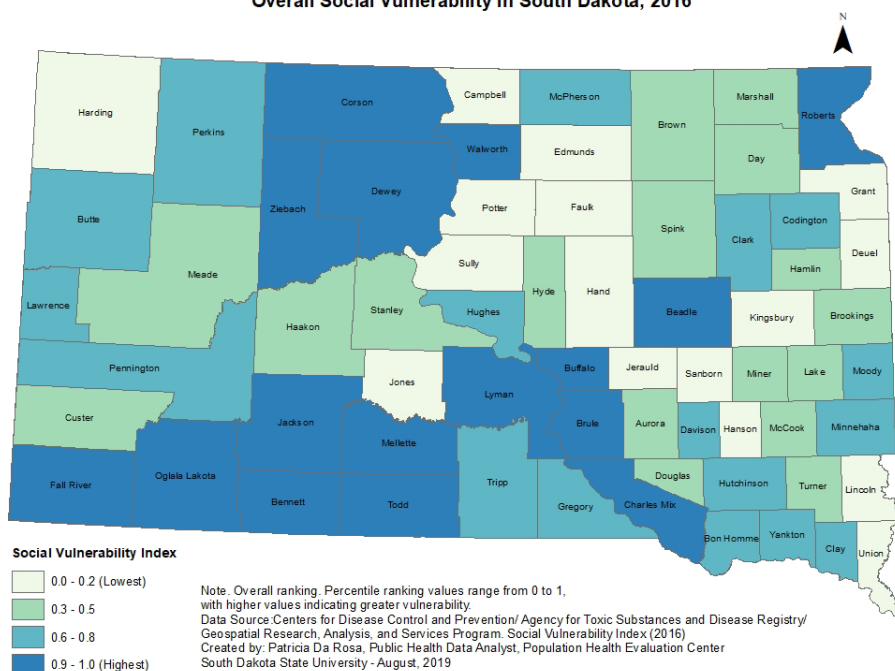 Overall Social Vulnerability in South Dakota, 2016
N
Harding
Perkins
Corson
Campbell
McPherson
Brown
Marshall
Roberts
Walworth
Edmunds
Day
Dewey
Ziebach
Potter
Faulk
Grant
Butte
Spink
Clark
Codington
Meade
Sully
Hyde
Hand
Hamlin
Deuel
Lawrence
Haakon
Stanley
Hughes
Beadle
Kingsbury
Brookings
Pennington
Jones
Lyman
Buffalo
Jerauld
Sanborn
Miner
Lake
Moody
Custer
Jackson
Mellette
Brule
Aurora
Davison
Hanson
McCook
Minnehaha
Fall River
Oglala Lakota
Bennett
Todd
Tripp
Gregory
Charles Mix
Douglas
Hutchinson
Turner
Lincoln
Bon Homme
Yankton
Clay
Union
Social Vulnerability Index
0.0 - 0.2 (Lowest)
0.3 - 0.5
0.6 - 0.8
0.9 - 1.0 (Highest)
Note. Overall ranking. Percentile ranking values range from 0 to 1,
with higher values indicating greater vulnerability.
Data Source:Centers for Disease Control and Prevention/ Agency for Toxic Substances and Disease Registry/
Geospatial Research, Analysis, and Services Program. Social Vulnerability Index (2016)
Created by: Patricia Da Rosa, Public Health Data Analyst, Population Health Evaluation Center
South Dakota State University - August, 2019